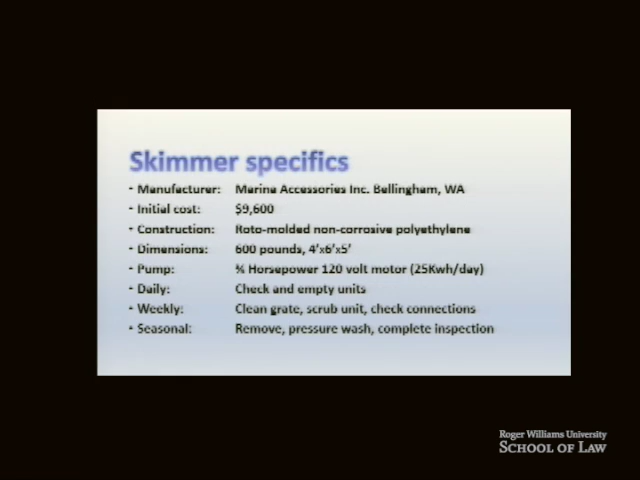 Skimmer specifics
- Manufacturer: Marina Accessories Inc. Bellingham, WA
- Initial cost: $9,600
- Construction: Roto-molded non-corrosive polyethylene
- Dimensions: 600 pounds, 4'x6'x5'
- Pump: ¾ Horsepower 120 volt motor (25Kwh/day)
- Daily: Check and empty units
- Weekly: Clean grate, scrub unit, check connections
- Seasonal: Remove, pressure wash, complete inspection
Roger Williams University
SCHOOL OF LAW